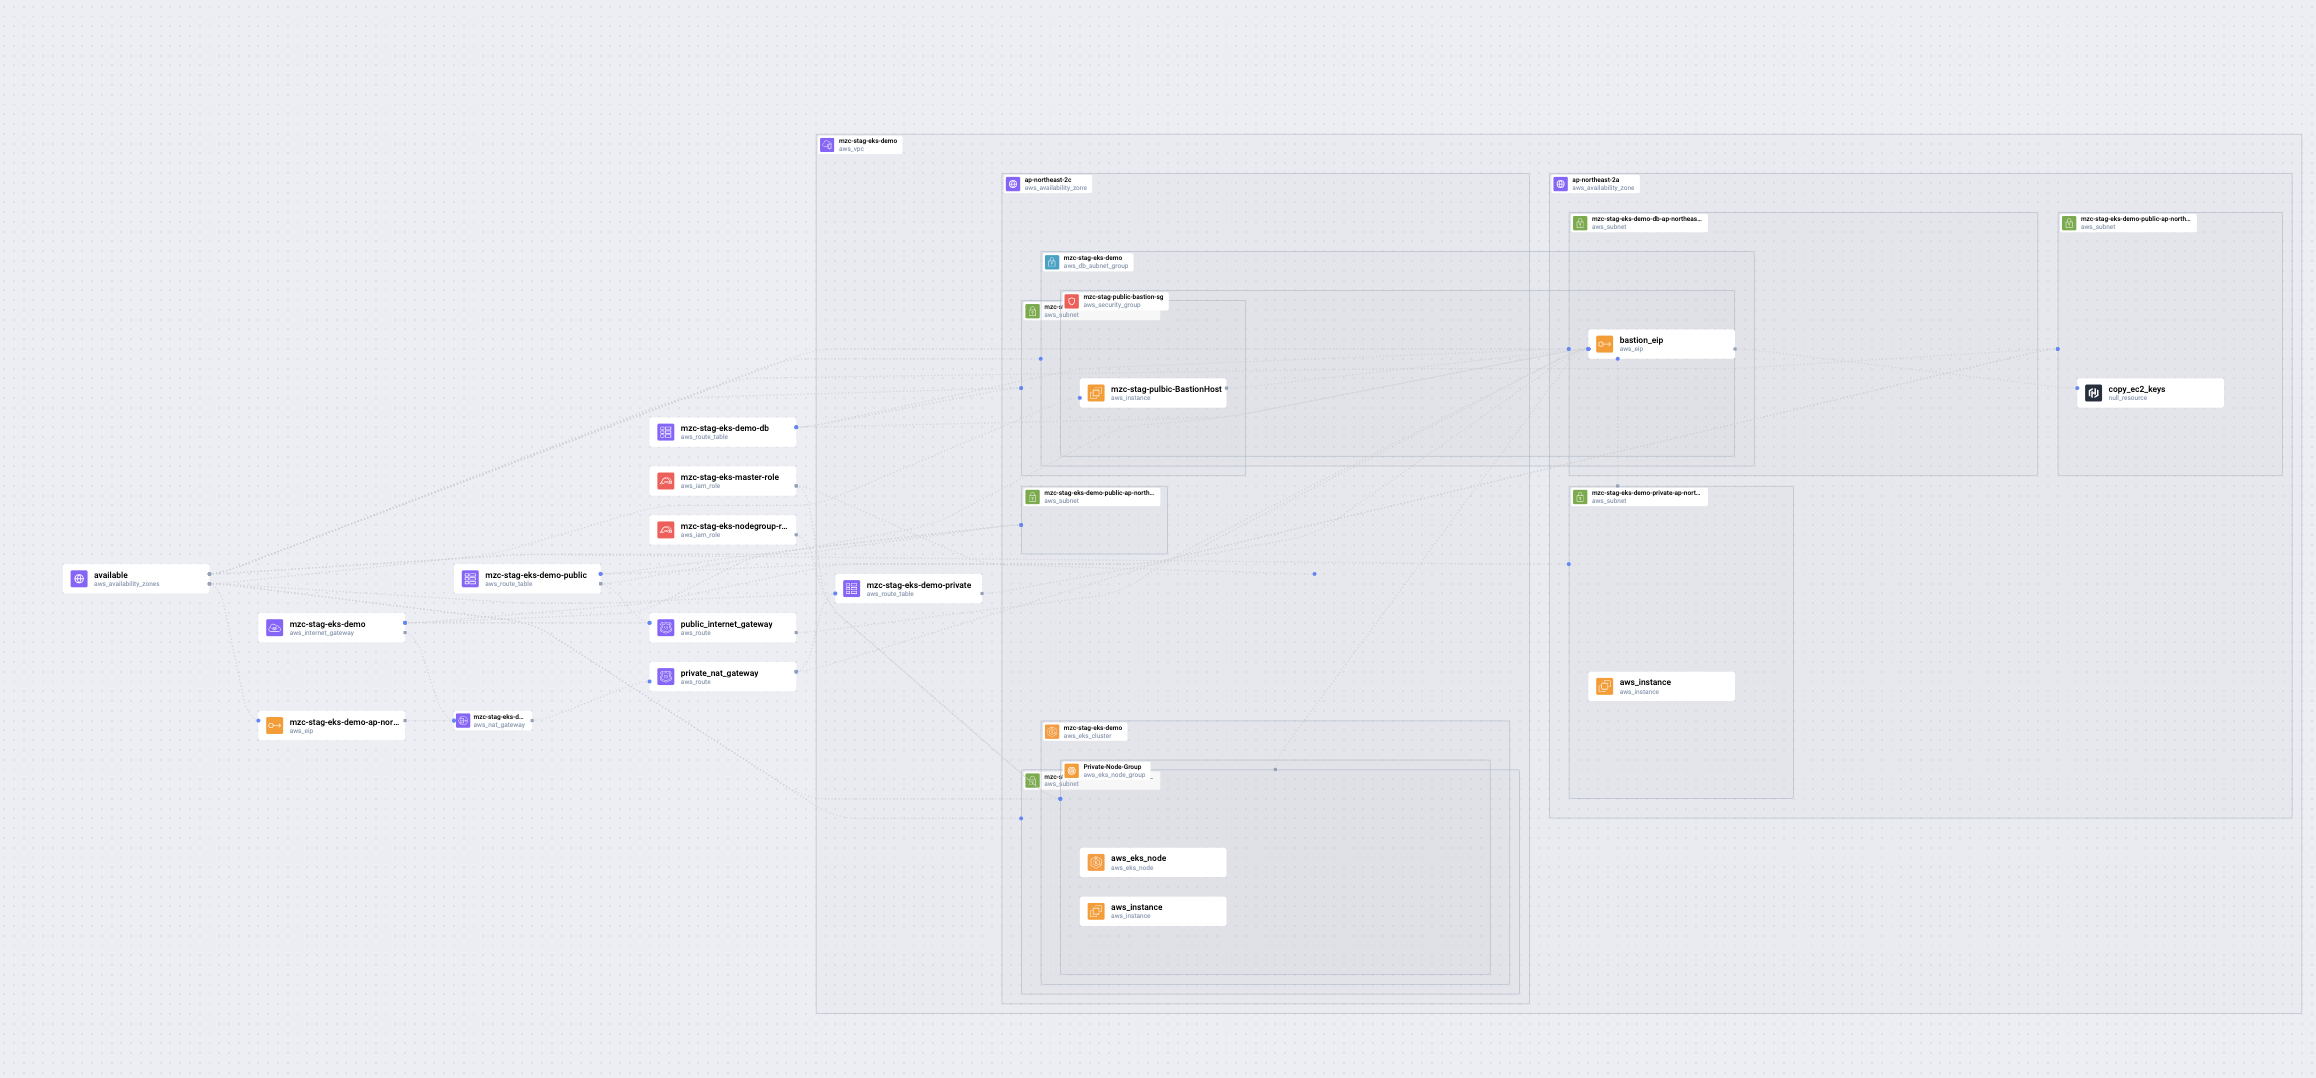 mzc-stag-eks-demo
aws_vpc
ap-northeast-2c
aws_availability_zone
ap-northeast-2a
aws_availability_zone
mzc-stag-eks-demo-db-ap-northeas...
aws_subnet
mzc-stag-eks-demo-public-ap-north...
aws_subnet
mzc-stag-eks-demo
aws_db_subnet_group
mzc-stag-public-bastion-sg
aws_security_group
mzc-s
aws_subnet
bastion_eip
aws_eip
mzc-stag-pulbic-BastionHost
aws_instance
copy_ec2_keys
null_resource
mzc-stag-eks-demo-db
aws_route_table
mzc-stag-eks-master-role
aws_iam_role
mzc-stag-eks-demo-public-ap-north...
aws_subnet
mzc-stag-eks-demo-private-ap-nort...
aws_subnet
mzc-stag-eks-nodegroup-r...
aws_iam_role
available
aws_availability_zones
mzc-stag-eks-demo-public
aws_route_table
mzc-stag-eks-demo-private
aws_route_table
mzc-stag-eks-demo
aws_internet_gateway
public_internet_gateway
aws_route
private_nat_gateway
aws_route
aws_instance
aws_instance
mzc-stag-eks-demo-ap-nor...
aws_eip
mzc-stag-eks-d...
aws_nat_gateway
mzc-stag-eks-demo
aws_eks_cluster
Private-Node-Group
aws_eks_node_group
mzc-s
aws_subnet
aws_eks_node
aws_eks_node
aws_instance
aws_instance